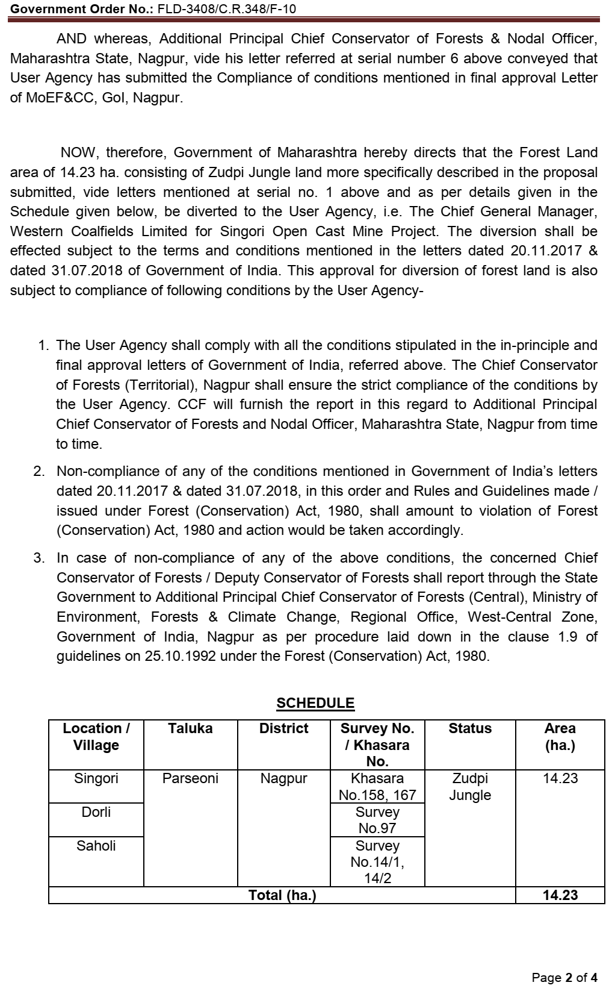 Government Order No.: FLD-3408/C.R.348/F-10
AND whereas, Additional Principal Chief Conservator of Forests & Nodal Officer,
Maharashtra State, Nagpur, vide his letter referred at serial number 6 above conveyed that
User Agency has submitted the Compliance of conditions mentioned in final approval Letter
of MoEF&CC, GoI, Nagpur.
NOW, therefore, Government of Maharashtra hereby directs that the Forest Land
area of 14.23 ha. consisting of Zudpi Jungle land more specifically described in the proposal
submitted, vide letters mentioned at serial no. 1 above and as per details given in the
Schedule given below, be diverted to the User Agency, i.e. The Chief General Manager,
Western Coalfields Limited for Singori Open Cast Mine Project. The diversion shall be
effected subject to the terms and conditions mentioned in the letters dated 20.11.2017 &
dated 31.07.2018 of Government of India. This approval for diversion of forest land is also
subject to compliance of following conditions by the User Agency-
1. The User Agency shall comply with all the conditions stipulated in the in-principle and
final approval letters of Government of India, referred above. The Chief Conservator
of Forests (Territorial), Nagpur shall ensure the strict compliance of the conditions by
the User Agency. CCF will furnish the report in this regard to Additional Principal
Chief Conservator of Forests and Nodal Officer, Maharashtra State, Nagpur from time
to time.
2. Non-compliance of any of the conditions mentioned in Government of India’s letters
dated 20.11.2017 & dated 31.07.2018, in this order and Rules and Guidelines made /
issued under Forest (Conservation) Act, 1980, shall amount to violation of Forest
(Conservation) Act, 1980 and action would be taken accordingly.
3. In case of non-compliance of any of the above conditions, the concerned Chief
Conservator of Forests / Deputy Conservator of Forests shall report through the State
Government to Additional Principal Chief Conservator of Forests (Central), Ministry of
Environment, Forests & Climate Change, Regional Office, West-Central Zone,
Government of India, Nagpur as per procedure laid down in the clause 1.9 of
guidelines on 25.10.1992 under the Forest (Conservation) Act, 1980.
SCHEDULE
Location / Taluka District Survey No. Status Area
Village / Khasara (ha.)
No.
Singori Parseoni Nagpur Khasara Zudpi 14.23
No.158, 167 Jungle
Dorli Survey
No.97
Saholi Survey
No.14/1,
14/2
Total (ha.) 14.23
Page 2 of 4